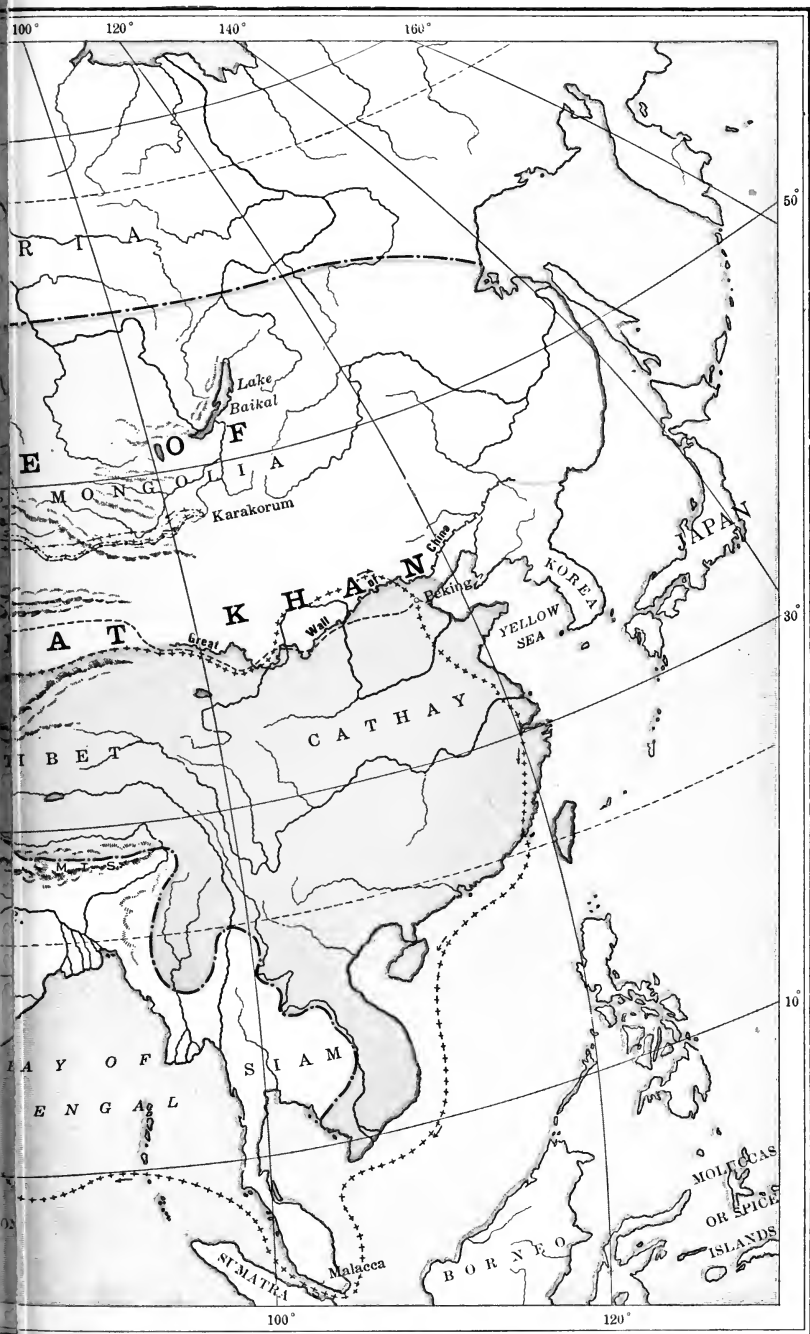 100° 120° 140° 160°
50°
R I A
Lake
Baikal
O F
E
M O N G O L I A
Karakorum
K H A N
A T
Great
Wall
of
China
Peking
KOREA
JAPAN
YELLOW
SEA
30°
C A T H A Y
I B E T
M T S.
10°
A Y O F
E N G A L
S I A M
MOLUCCAS
OR SPICE
ISLANDS
Malacca
SUMATRA
B O R N E O
100° 120°